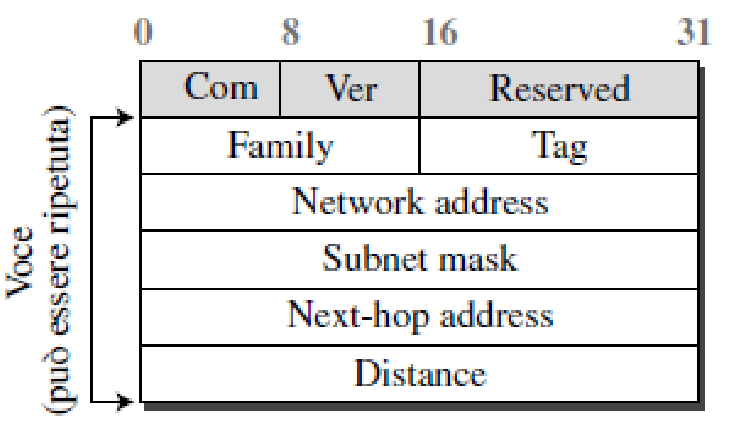 0 8 16 31
Com Ver Reserved
Family Tag
Network address
Subnet mask
Next-hop address
Distance
Voce
(può essere ripetuta)